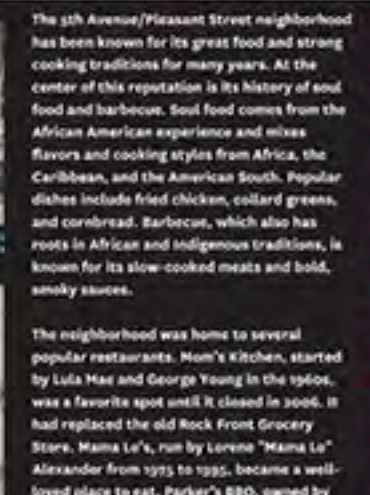 The 5th Avenue/Pleasant Street neighborhood
has been known for its great food and strong
cooking traditions for many years. At the
center of this reputation is its history of soul
food and barbecue. Soul food comes from the
African American experience and mixes
flavors and cooking styles from Africa, the
Caribbean, and the American South. Popular
dishes include fried chicken, collard greens,
and cornbread. Barbecue, which also has
roots in African and Indigenous traditions, is
known for its slow-cooked meats and bold,
smoky sauces.
The neighborhood was home to several
popular restaurants. Mom's Kitchen, started
by Lula Mae and George Young in the 1960s,
was a favorite spot until it closed in 2006. It
had replaced the old Rock Front Grocery
Store. Mama Lo's, run by Lorene "Mama Lo"
Alexander from 1975 to 1995, became a well-
loved place to eat. Parker's BBQ, owned by